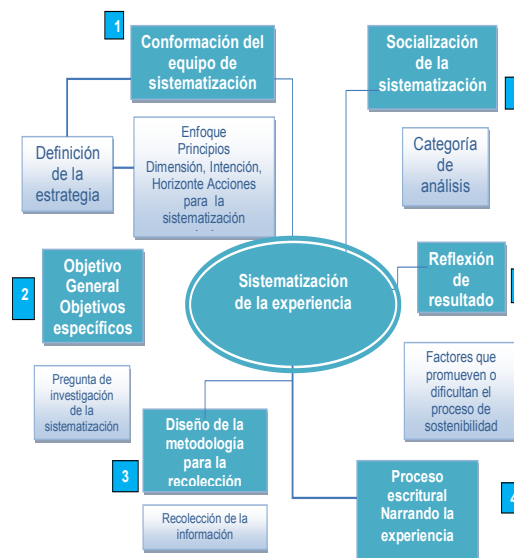 1
Conformación del
equipo de
sistematización
Socialización
de la
sistematización
Definición
de la
estrategia
Enfoque
Principios
Dimensión, Intención,
Horizonte Acciones
para la
sistematización
Categoría
de
análisis
2
Objetivo
General
Objetivos
específicos
Sistematización
de la experiencia
Reflexión
de
resultado
Pregunta de
investigación
de la
sistematización
Factores que
promueven o
dificultan el
proceso de
sostenibilidad
3
Diseño de la
metodología
para la
recolección
Recolección de la
información
Proceso
escritural
Narrando la
experiencia
4